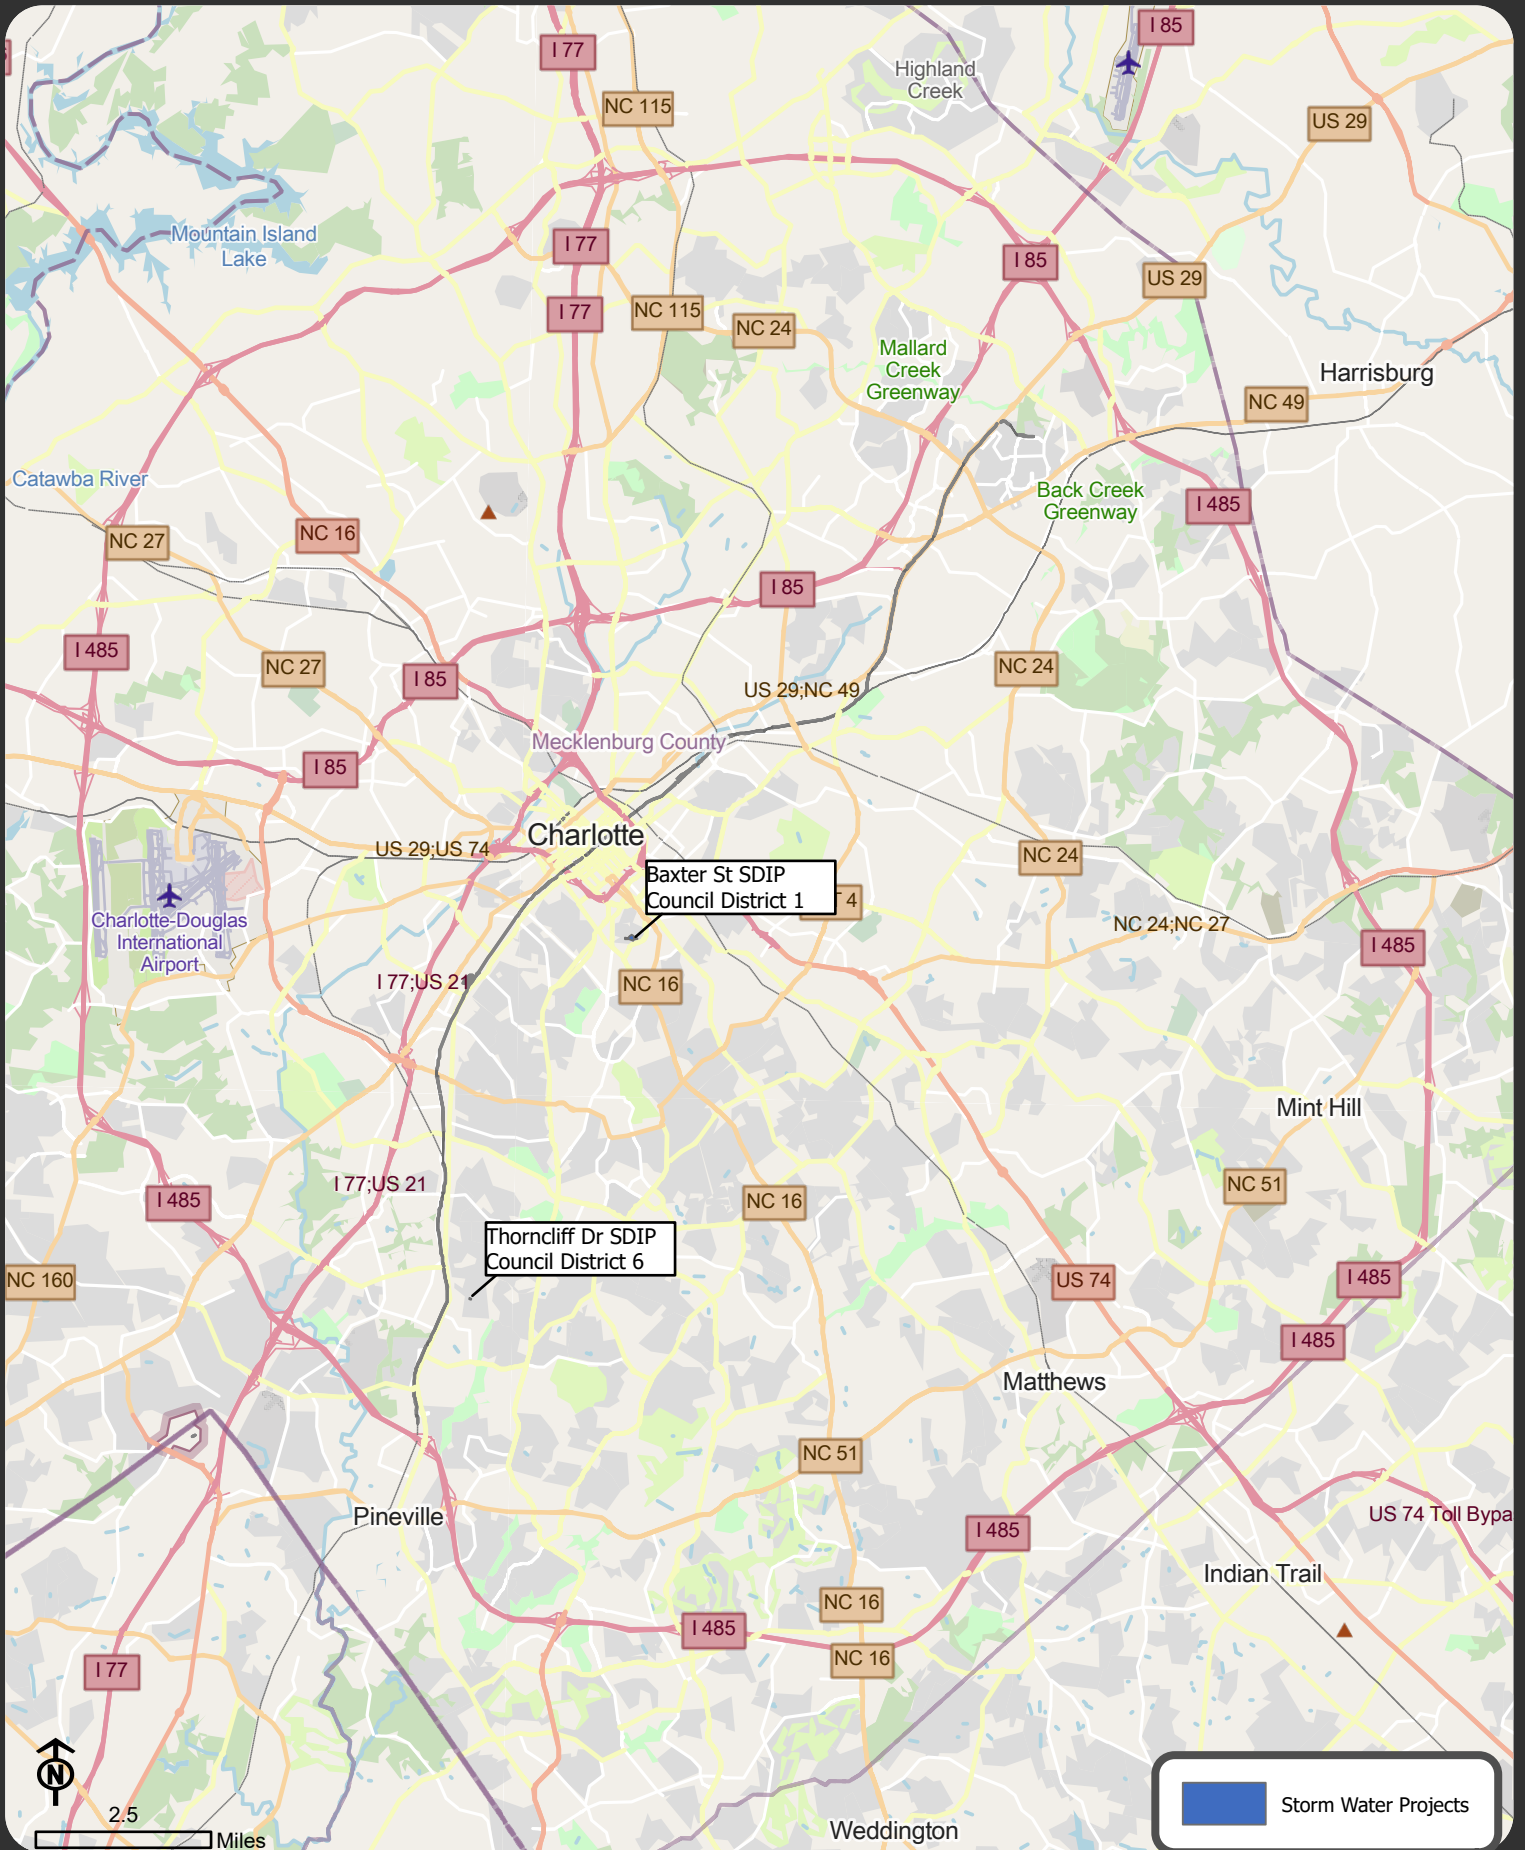 I 77
I 85
NC 115
Highland
Creek
US 29
Mountain Island
Lake
I 77
I 85
US 29
I 77
NC 115
NC 24
Mallard
Creek
Greenway
Harrisburg
NC 49
Catawba River
Back Creek
Greenway
I 485
NC 27
NC 16
I 85
I 485
NC 27
I 85
NC 24
US 29;NC 49
Mecklenburg County
I 85
Charlotte
US 29;US 74
NC 24
Baxter St SDIP
Council District 1
4
Charlotte-Douglas
International
Airport
NC 24;NC 27
I 485
I 77;US 21
NC 16
Mint Hill
I 77;US 21
I 485
NC 16
NC 51
Thorncliff Dr SDIP
Council District 6
NC 160
US 74
I 485
I 485
Matthews
NC 51
Pineville
I 485
US 74 Toll Bypa
Indian Trail
NC 16
I 485
NC 16
I 77
N
2.5
Miles
Storm Water Projects
Weddington